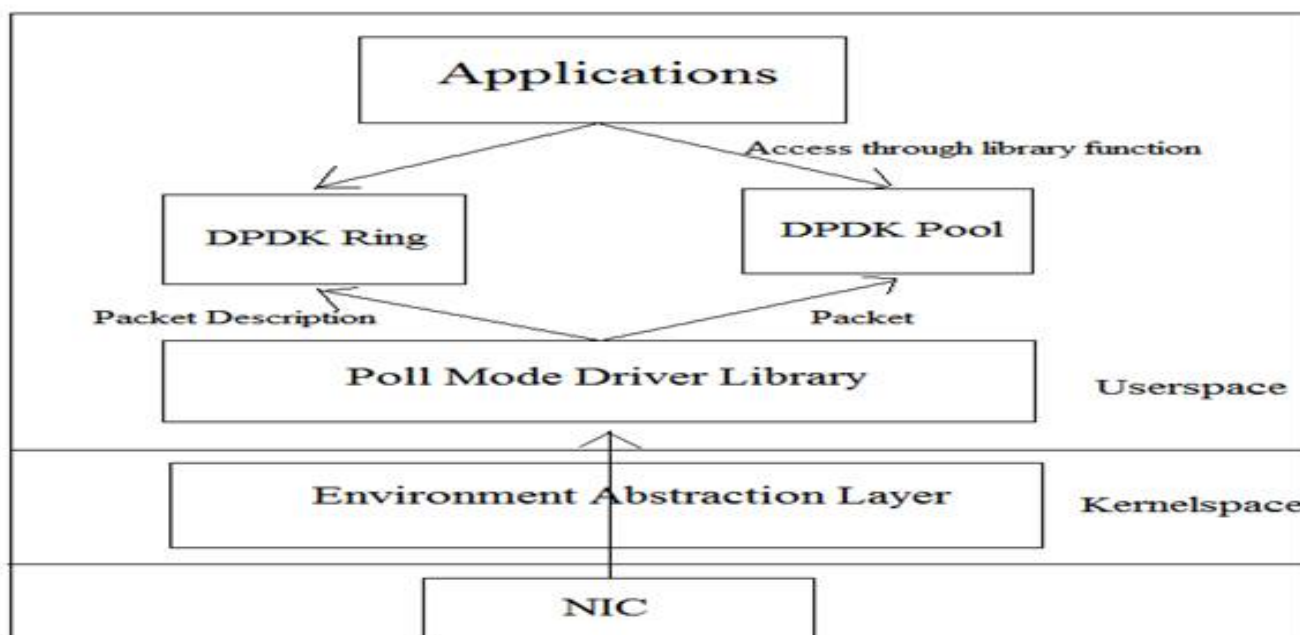 Applications
Access through library function
DPDK Ring
DPDK Pool
Packet Description
Packet
Poll Mode Driver Library
Userspace
Environment Abstraction Layer
Kernelspace
NIC